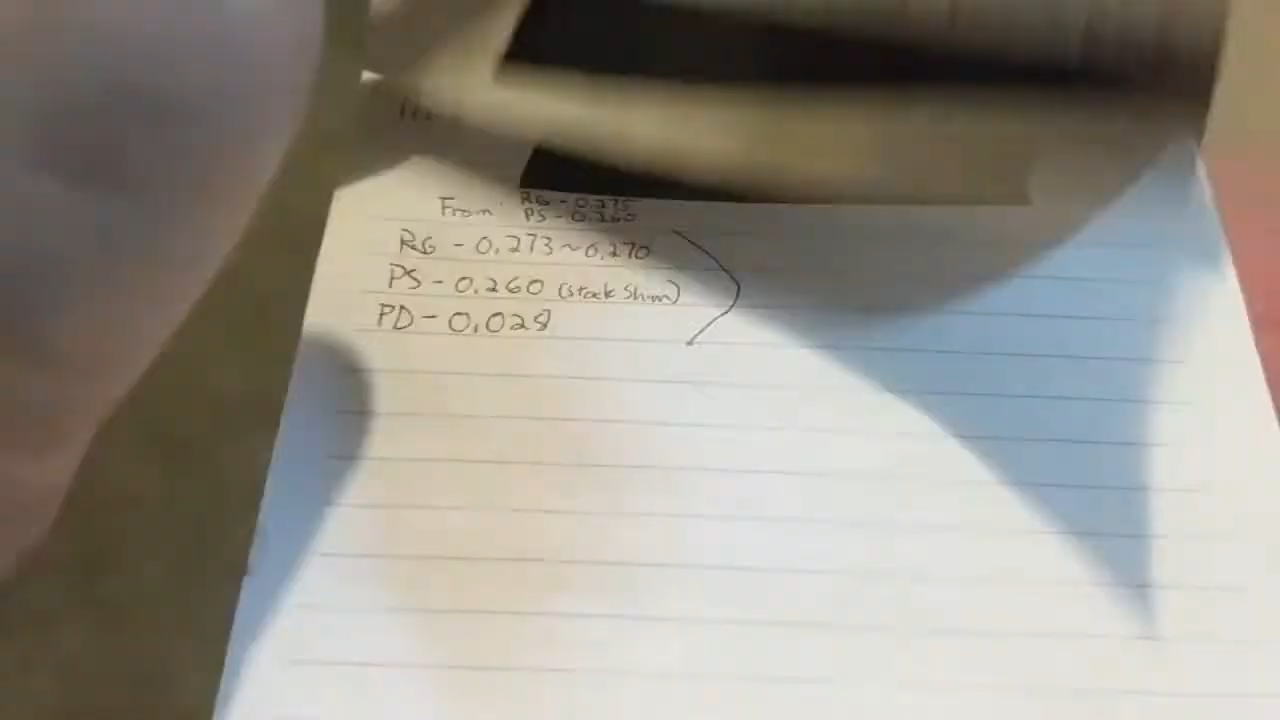 From: RG - 0.275
PS - 0.260
RG - 0.273~0.270
PS - 0.260 (stock shim)
PD - 0.028